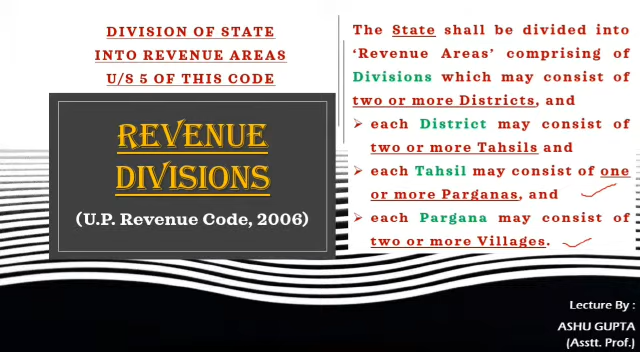 DIVISION OF STATE
INTO REVENUE AREAS
U/S 5 OF THIS CODE
REVENUE
DIVISIONS
(U.P. Revenue Code, 2006)
The State shall be divided into
‘Revenue Areas’ comprising of
Divisions which may consist of
two or more Districts, and
➢ each District may consist of
two or more Tahsils and
➢ each Tahsil may consist of one
or more Parganas, and
➢ each Pargana may consist of
two or more Villages.
Lecture By :
ASHU GUPTA
(Asstt. Prof.)